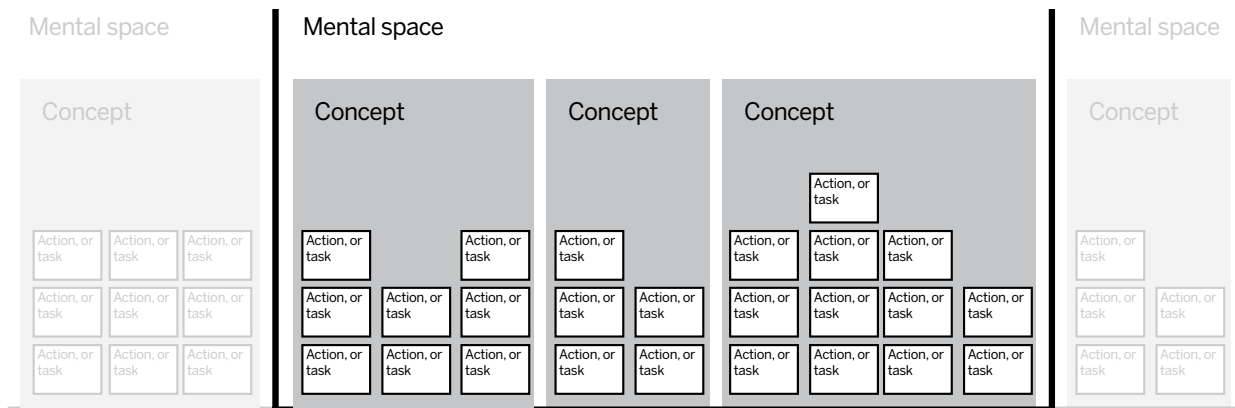 Mental space
Concept
Action, or
task
Action, or
task
Action, or
task
Action, or
task
Action, or
task
Action, or
task
Action, or
task
Action, or
task
Action, or
task
Mental space
Concept
Action, or
task
Action, or
task
Action, or
task
Action, or
task
Action, or
task
Action, or
task
Action, or
task
Action, or
task
Concept
Action, or
task
Action, or
task
Action, or
task
Action, or
task
Action, or
task
Concept
Action, or
task
Action, or
task
Action, or
task
Action, or
task
Action, or
task
Action, or
task
Action, or
task
Action, or
task
Action, or
task
Action, or
task
Action, or
task
Action, or
task
Mental space
Concept
Action, or
task
Action, or
task
Action, or
task
Action, or
task
Action, or
task